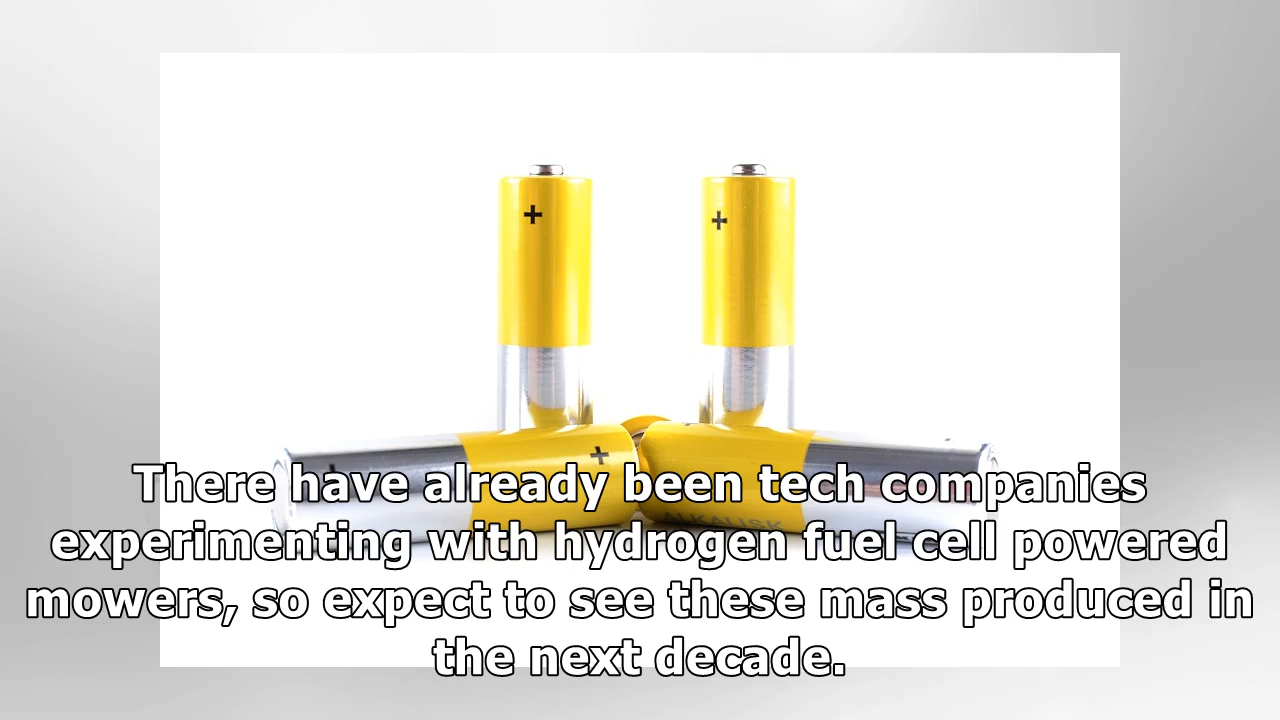 + +
+
ALKALISK
There have already been tech companies
experimenting with hydrogen fuel cell powered
mowers, so expect to see these mass produced in
the next decade.